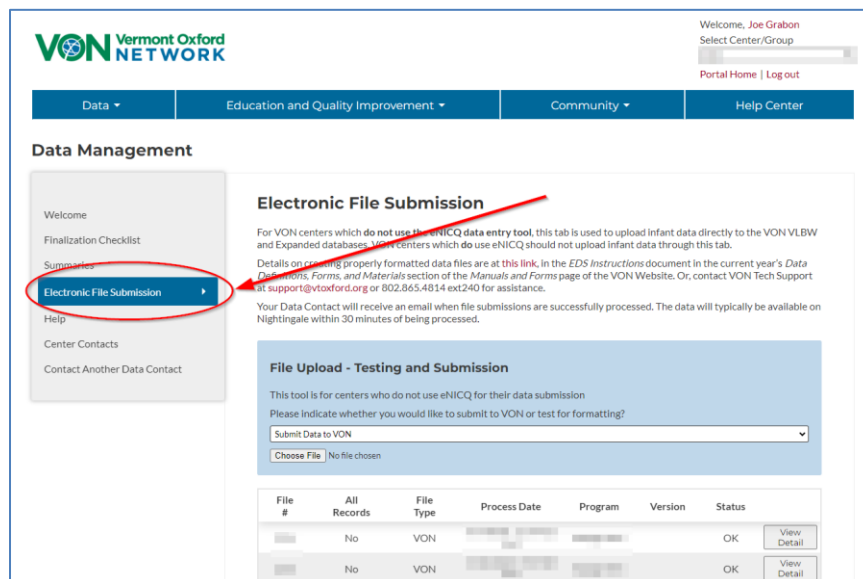 VON Vermont Oxford
NETWORK
Welcome, Joe Grabon
Select Center/Group
Portal Home | Log out
Data
Education and Quality Improvement
Community
Help Center
Data Management
Welcome
Finalization Checklist
Summaries
Electronic File Submission
Help
Center Contacts
Contact Another Data Contact
Electronic File Submission
For VON centers which do not use the eNICQ data entry tool, this tab is used to upload infant data directly to the VON VLBW
and Expanded databases. VON centers which do use eNICQ should not upload infant data through this tab.
Details on creating properly formatted data files are at this link, in the EDS Instructions document in the current year's Data
Definitions, Forms, and Materials section of the Manuals and Forms page of the VON Website. Or, contact VON Tech Support
at support@vtoxford.org or 802.865.4814 ext240 for assistance.
Your Data Contact will receive an email when file submissions are successfully processed. The data will typically be available on
Nightingale within 30 minutes of being processed.
File Upload - Testing and Submission
This tool is for centers who do not use eNICQ for their data submission
Please indicate whether you would like to submit to VON or test for formatting?
Submit Data to VON
Choose File No file chosen
File # All Records File Type Process Date Program Version Status
No VON OK View Detail
No VON OK View Detail